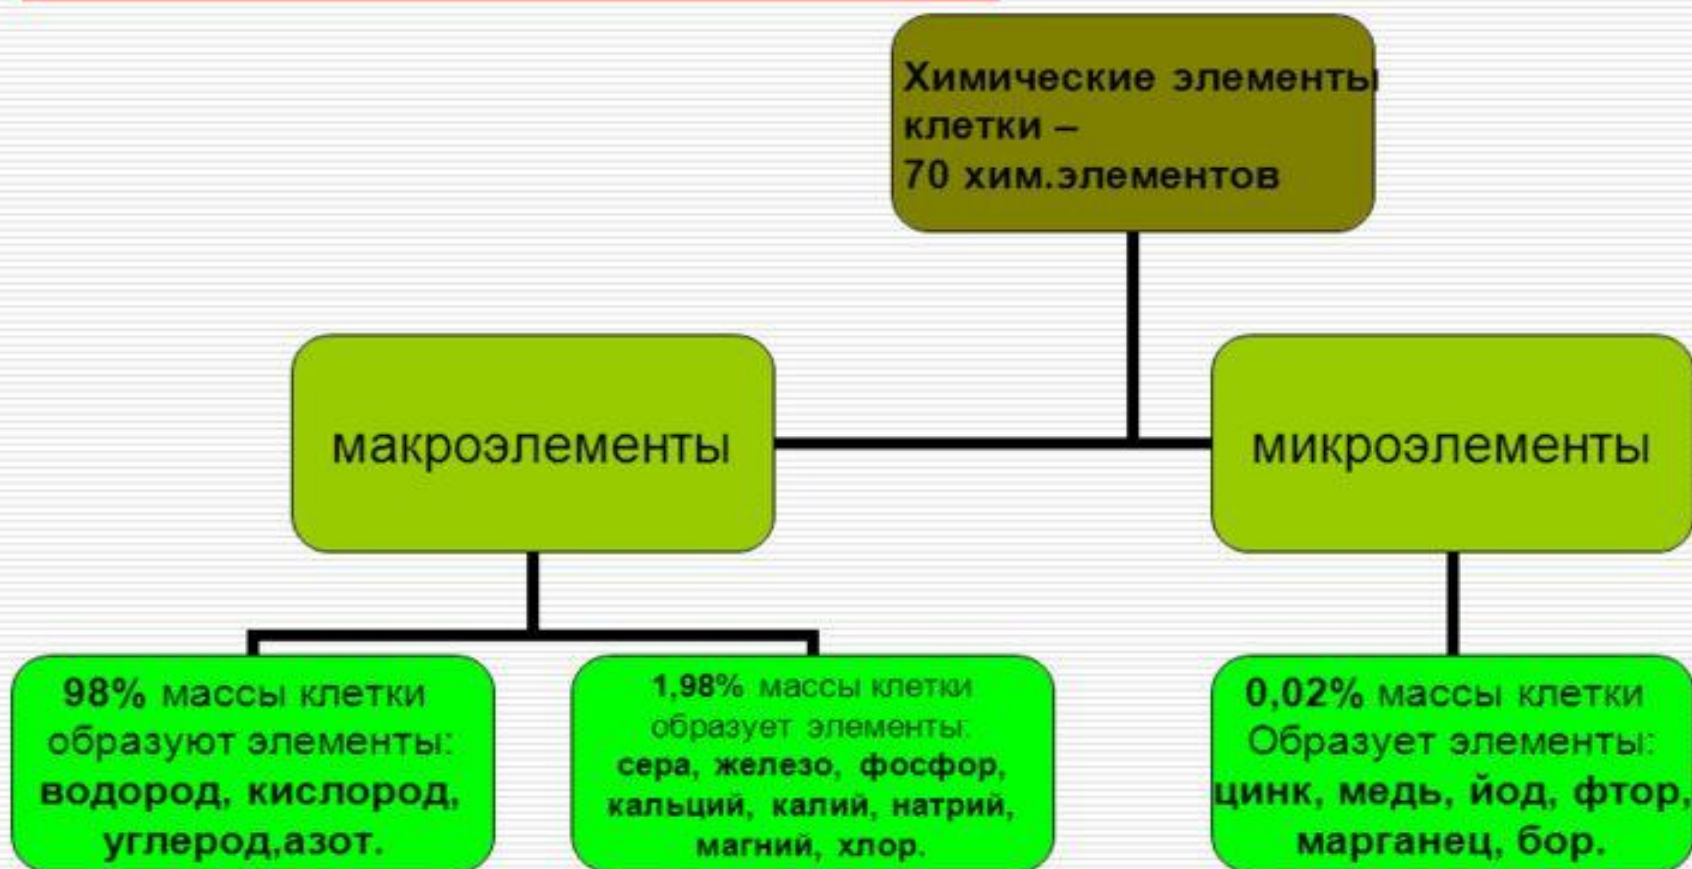 Химические элементы
клетки –
70 хим.элементов
макроэлементы
микроэлементы
98% массы клетки
образуют элементы:
водород, кислород,
углерод,азот.
1,98% массы клетки
образует элементы:
сера, железо, фосфор,
кальций, калий, натрий,
магний, хлор.
0,02% массы клетки
Образует элементы:
цинк, медь, йод, фтор,
марганец, бор.